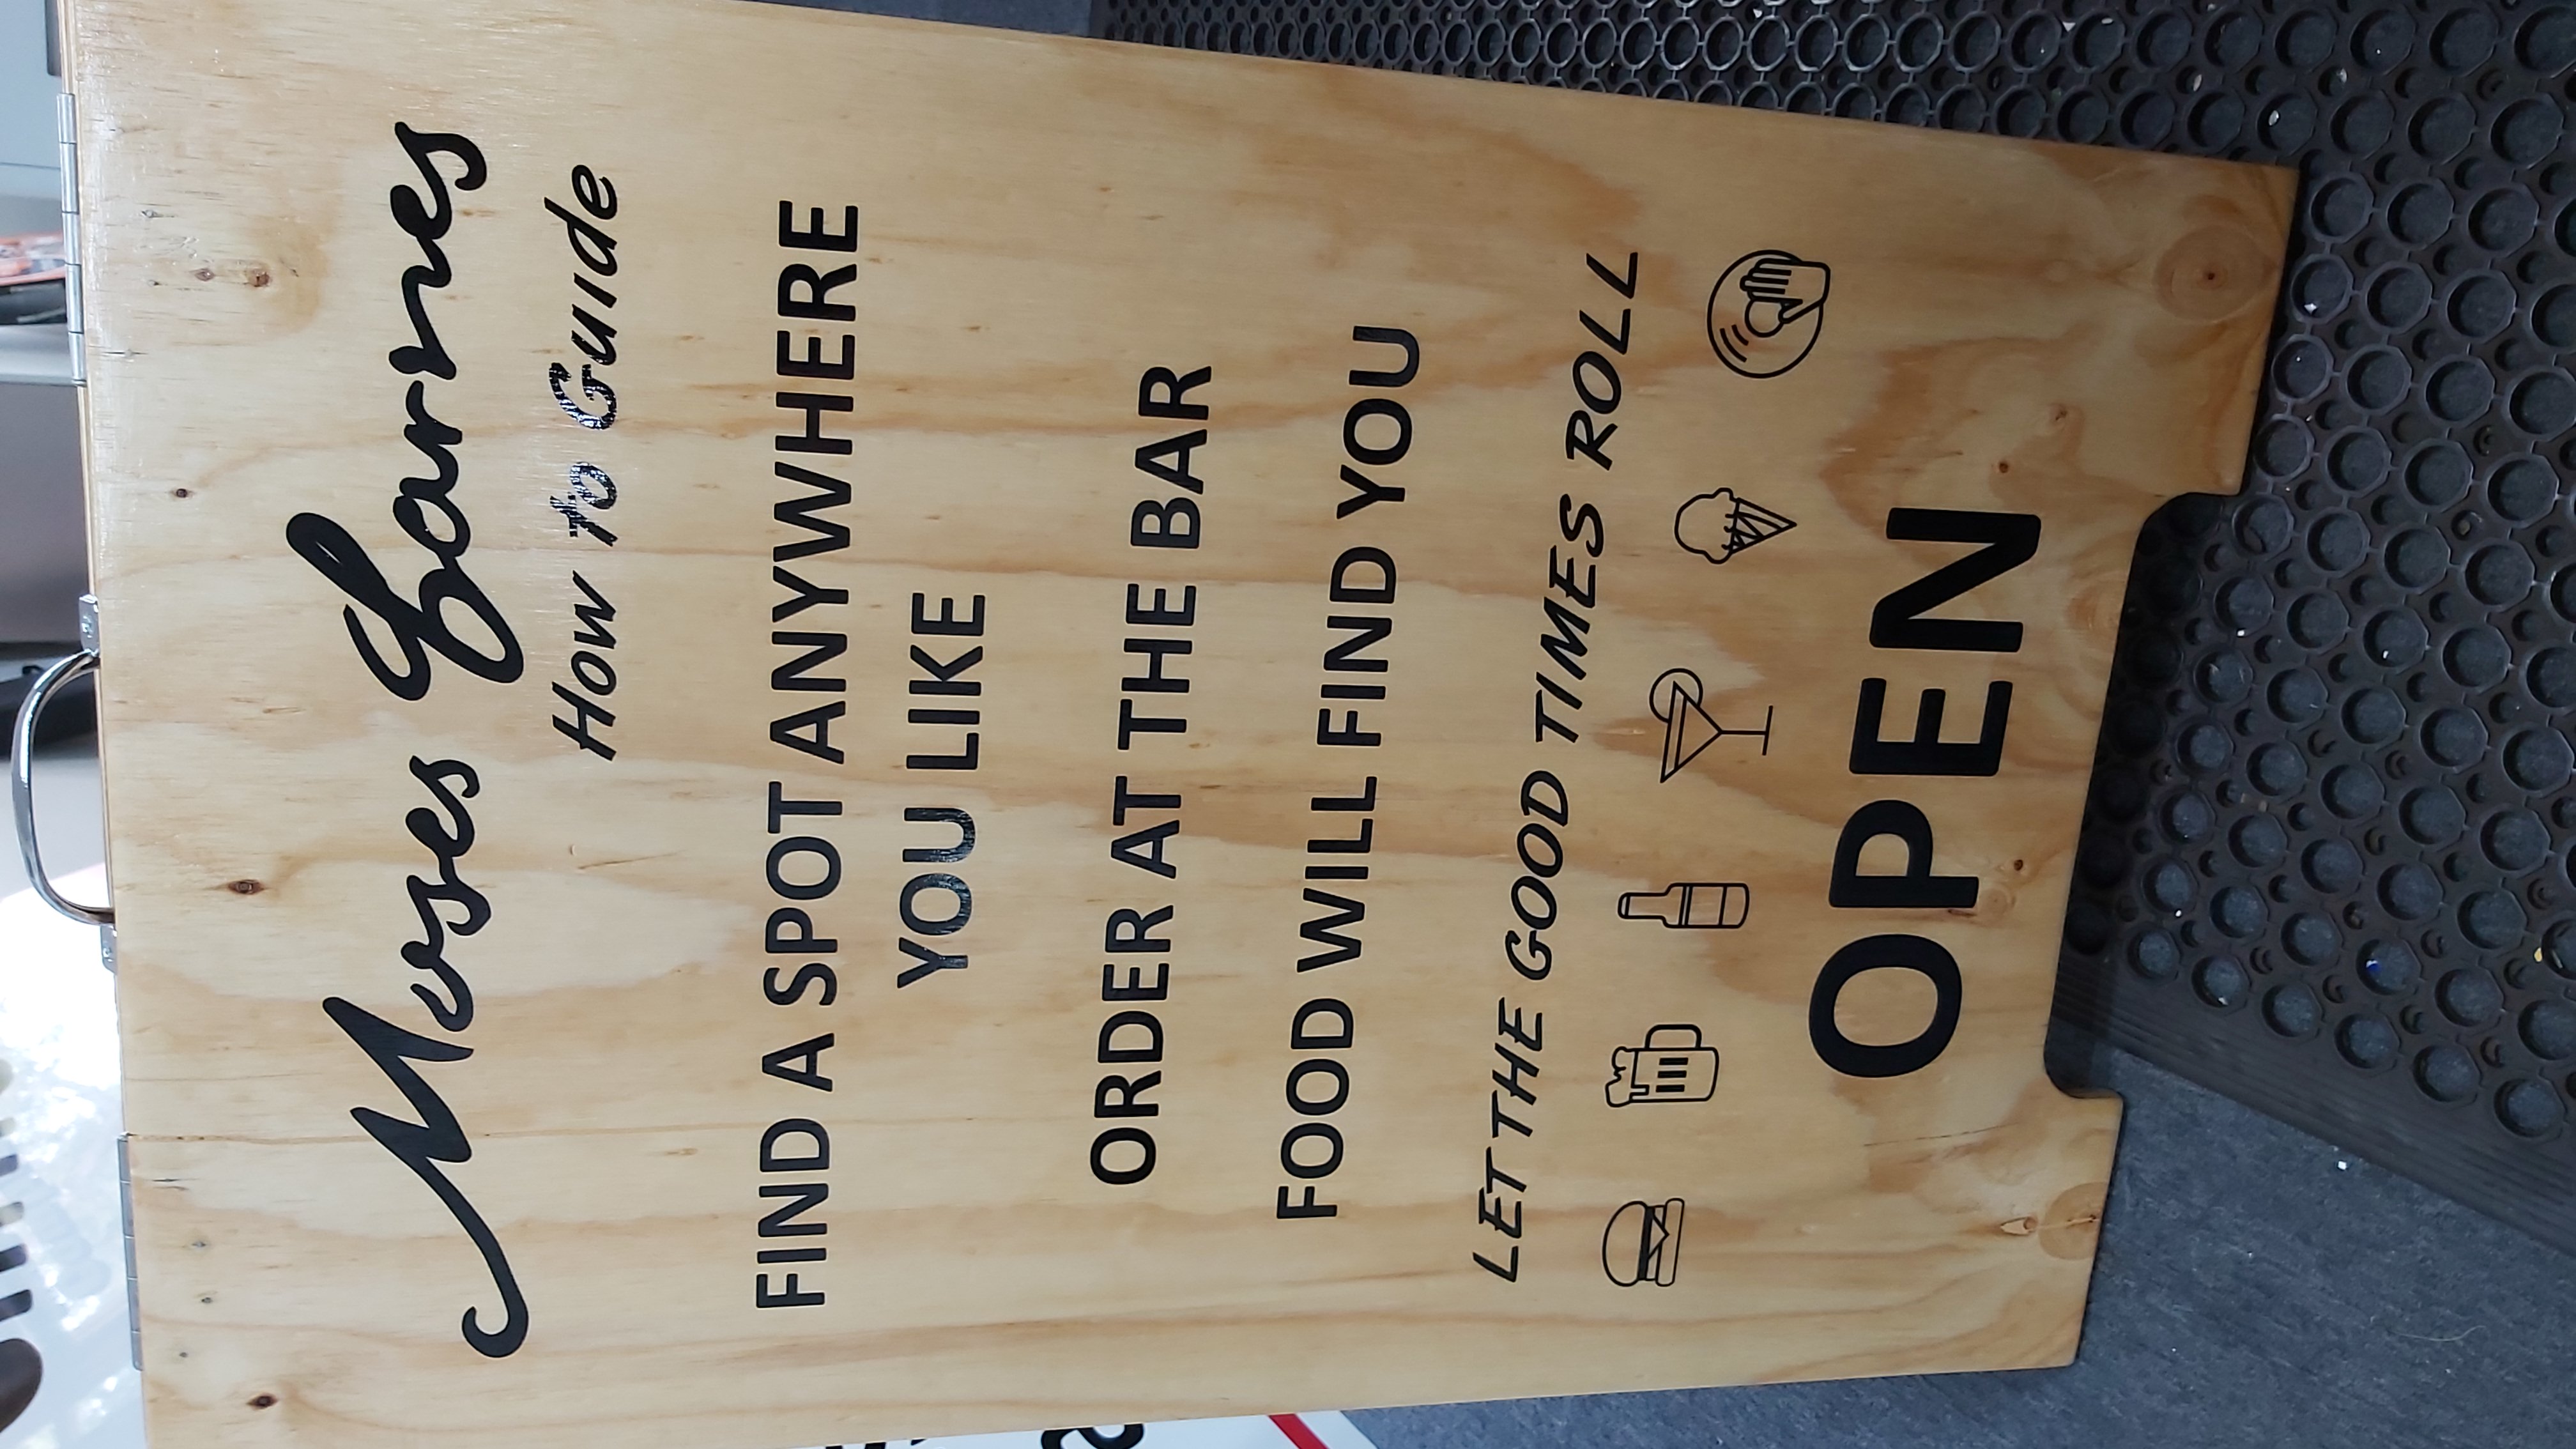 Moses & Barnes
How to Guide
FIND A SPOT ANYWHERE
YOU LIKE
ORDER AT THE BAR
FOOD WILL FIND YOU
LET THE GOOD TIMES ROLL
OPEN